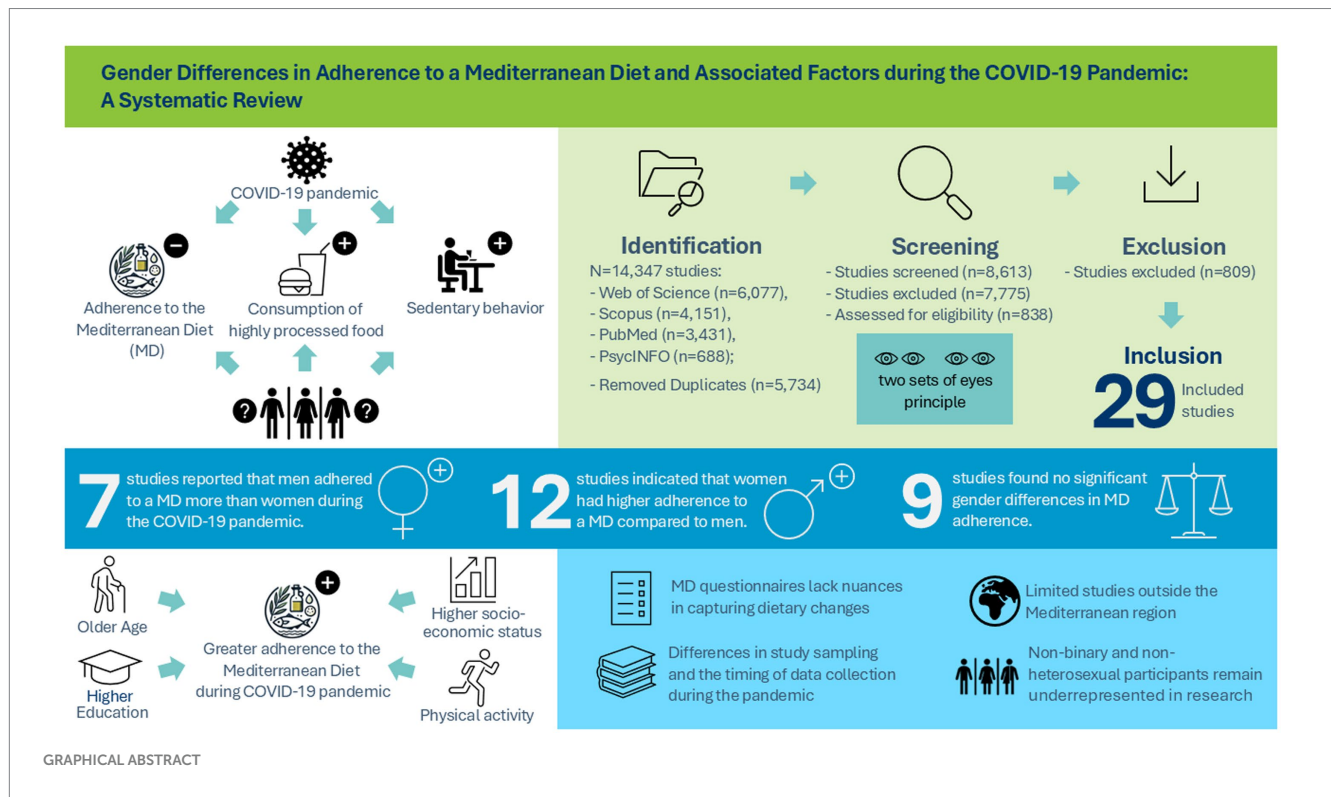 Gender Differences in Adherence to a Mediterranean Diet and Associated Factors during the COVID-19 Pandemic:
A Systematic Review
COVID-19 pandemic
Adherence to the
Mediterranean Diet
(MD)
Consumption of
highly processed food
Sedentary behavior
Identification
N=14,347 studies:
- Web of Science (n=6,077),
- Scopus (n=4,151),
- PubMed (n=3,431),
- PsycINFO (n=688);
- Removed Duplicates (n=5,734)
Screening
- Studies screened (n=8,613)
- Studies excluded (n=7,775)
- Assessed for eligibility (n=838)
two sets of eyes
principle
Exclusion
- Studies excluded (n=809)
Inclusion
29 Included
studies
7 studies reported that men adhered
to a MD more than women during
the COVID-19 pandemic.
12 studies indicated that women
had higher adherence to
a MD compared to men.
9 studies found no significant
gender differences in MD
adherence.
Older Age
Higher
Education
Greater adherence to the
Mediterranean Diet
during COVID-19 pandemic
Higher socio-
economic status
Physical activity
MD questionnaires lack nuances
in capturing dietary changes
Differences in study sampling
and the timing of data collection
during the pandemic
Limited studies outside the
Mediterranean region
Non-binary and non-
heterosexual participants remain
underrepresented in research
GRAPHICAL ABSTRACT